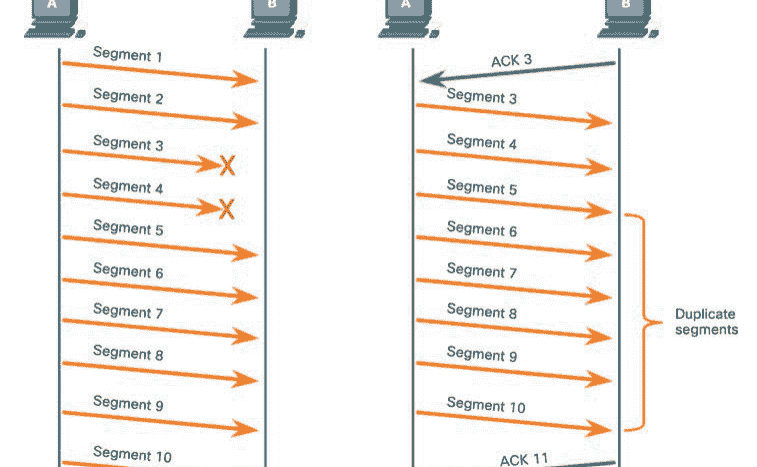 A
B
Segment 1
Segment 2
Segment 3
X
Segment 4
X
Segment 5
Segment 6
Segment 7
Segment 8
Segment 9
Segment 10
A
B
ACK 3
Segment 3
Segment 4
Segment 5
Segment 6
Segment 7
Segment 8
Segment 9
Segment 10
ACK 11
Duplicate
segments